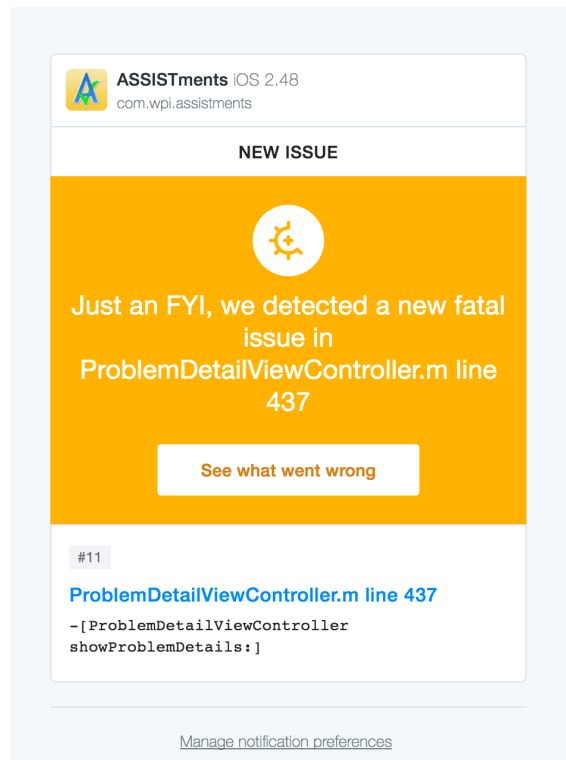 ASSISTments iOS 2.48
com.wpi.assistments
NEW ISSUE
Just an FYI, we detected a new fatal
issue in
ProblemDetailViewController.m line
437
See what went wrong
#11
ProblemDetailViewController.m line 437
-[ProblemDetailViewController
showProblemDetails:]
Manage notification preferences